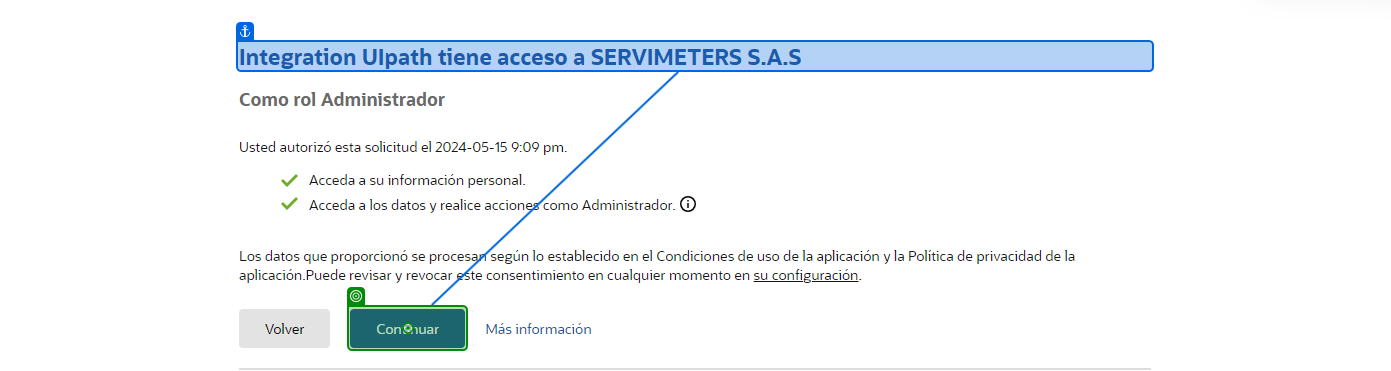 Integration UIpath tiene acceso a SERVIMETERS S.A.S
Como rol Administrador
Usted autorizó esta solicitud el 2024-05-15 9:09 pm.
Acceda a su información personal.
Acceda a los datos y realice acciones como Administrador.
Los datos que proporcionó se procesan según lo establecido en el Condiciones de uso de la aplicación y la Política de privacidad de la
aplicación.Puede revisar y revocar este consentimiento en cualquier momento en su configuración.
Volver Continuar Más información